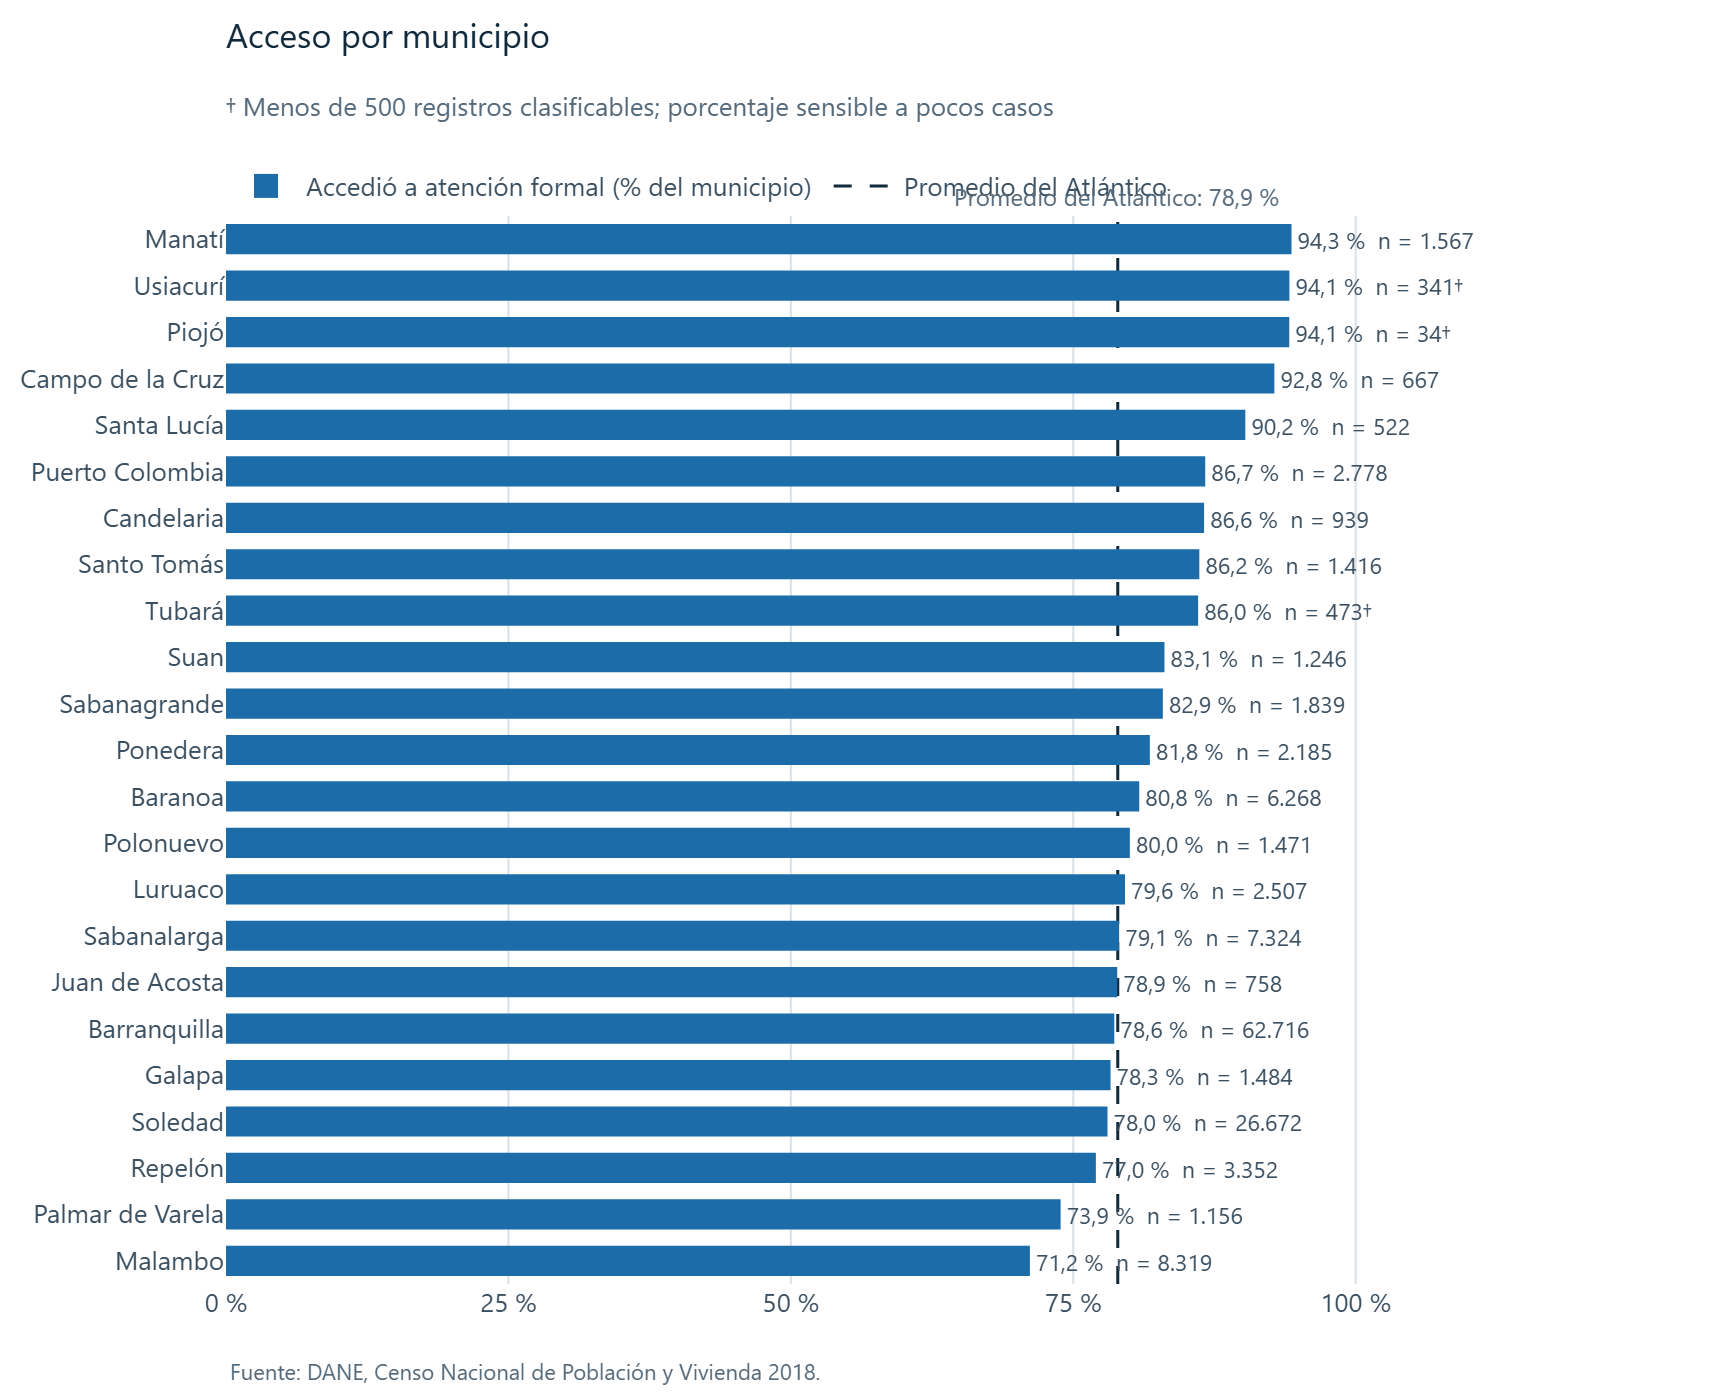 Acceso por municipio
† Menos de 500 registros clasificables; porcentaje sensible a pocos casos
Accedió a atención formal (% del municipio)
Promedio del Atlántico
Promedio del Atlántico: 78,9 %
Manatí 94,3 % n = 1.567
Usiacurí 94,1 % n = 341†
Piojó 94,1 % n = 34†
Campo de la Cruz 92,8 % n = 667
Santa Lucía 90,2 % n = 522
Puerto Colombia 86,7 % n = 2.778
Candelaria 86,6 % n = 939
Santo Tomás 86,2 % n = 1.416
Tubará 86,0 % n = 473†
Suan 83,1 % n = 1.246
Sabanagrande 82,9 % n = 1.839
Ponedera 81,8 % n = 2.185
Baranoa 80,8 % n = 6.268
Polonuevo 80,0 % n = 1.471
Luruaco 79,6 % n = 2.507
Sabanalarga 79,1 % n = 7.324
Juan de Acosta 78,9 % n = 758
Barranquilla 78,6 % n = 62.716
Galapa 78,3 % n = 1.484
Soledad 78,0 % n = 26.672
Repelón 77,0 % n = 3.352
Palmar de Varela 73,9 % n = 1.156
Malambo 71,2 % n = 8.319
0 % 25 % 50 % 75 % 100 %
Fuente: DANE, Censo Nacional de Población y Vivienda 2018.